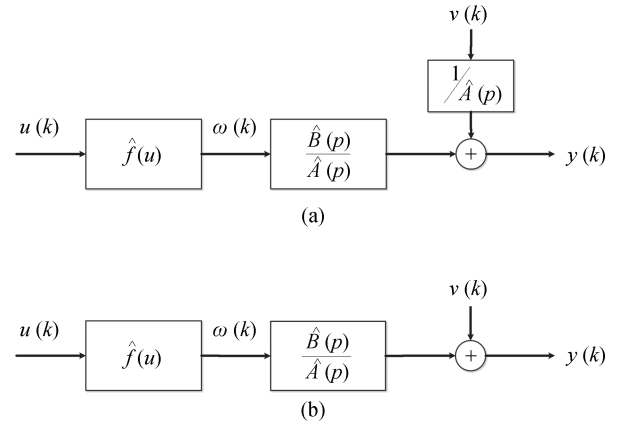 v (k)
1/Â (p)
u (k)
f̂ (u)
ω (k)
B̂ (p)
Â (p)
+
y (k)
(a)
v (k)
u (k)
f̂ (u)
ω (k)
B̂ (p)
Â (p)
+
y (k)
(b)